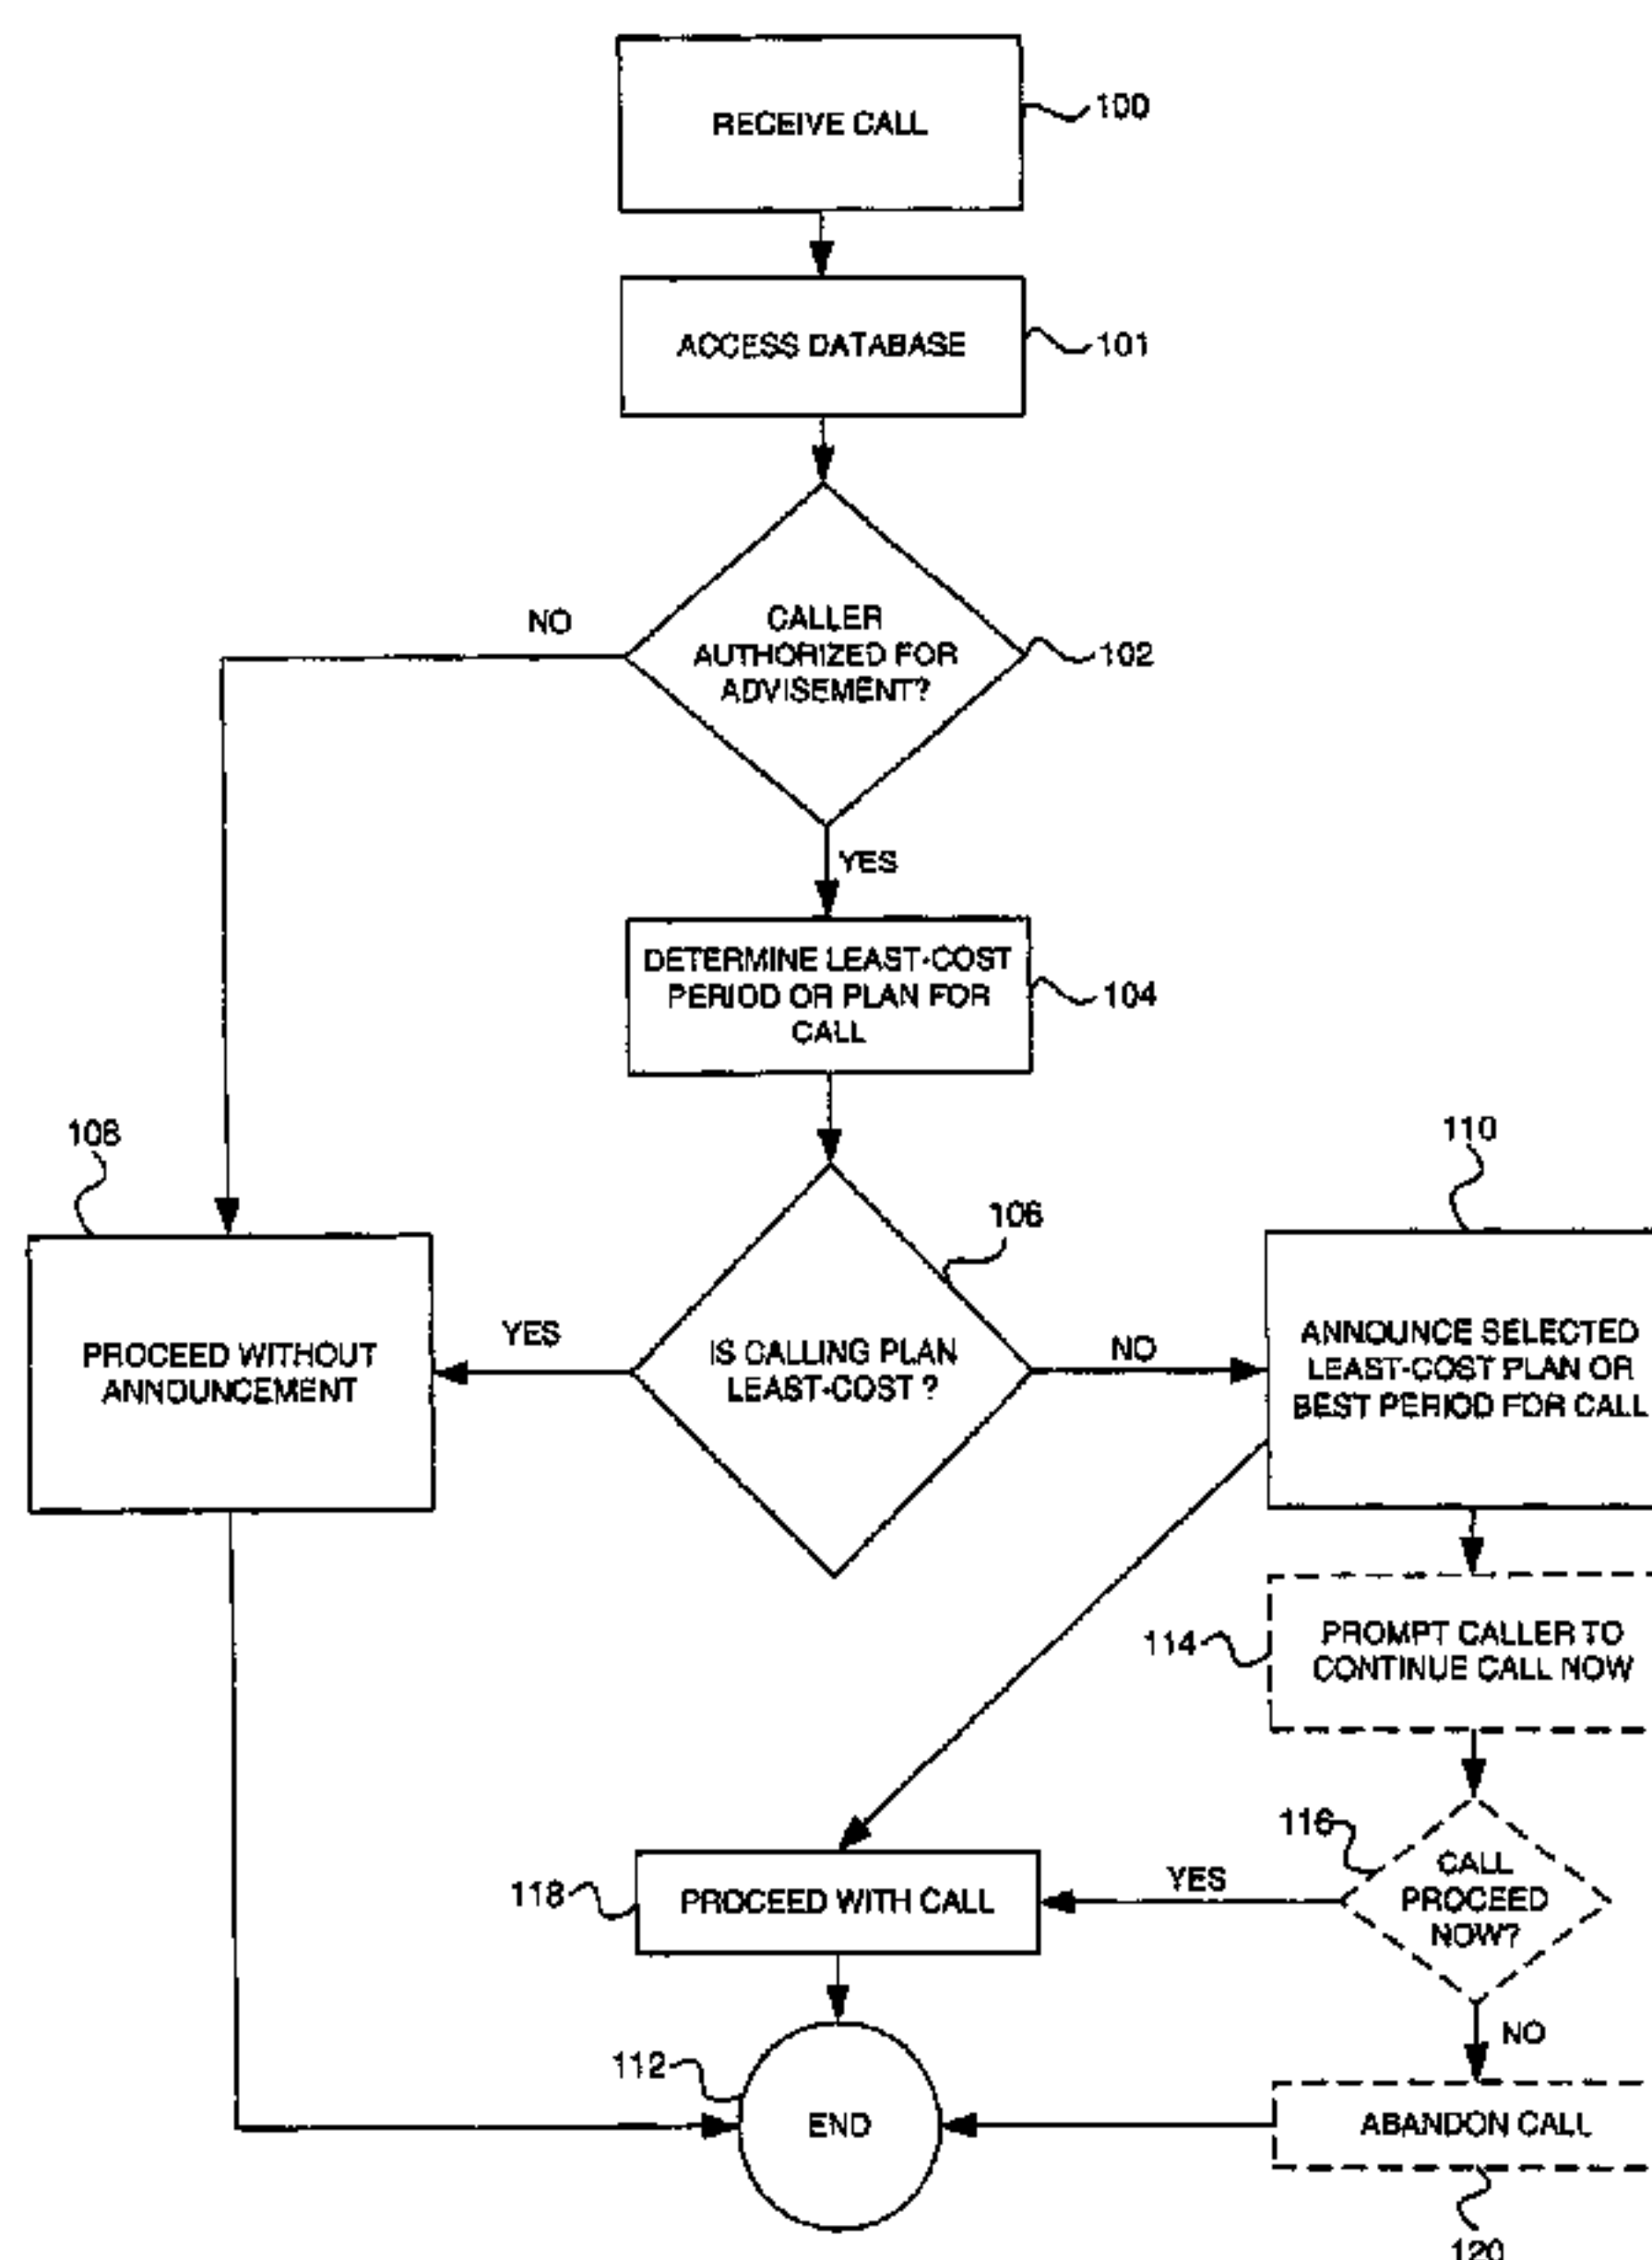 RECEIVE CALL
100
ACCESS DATABASE
101
CALLER
AUTHORIZED FOR
ADVISEMENT?
102
NO
YES
DETERMINE LEAST-COST
PERIOD OR PLAN FOR
CALL
104
108
106
110
PROCEED WITHOUT
ANNOUNCEMENT
YES
IS CALLING PLAN
LEAST-COST ?
NO
ANNOUNCE SELECTED
LEAST-COST PLAN OR
BEST PERIOD FOR CALL
114
PROMPT CALLER TO
CONTINUE CALL NOW
116
CALL
PROCEED
NOW?
YES
118
PROCEED WITH CALL
NO
112
END
ABANDON CALL
120